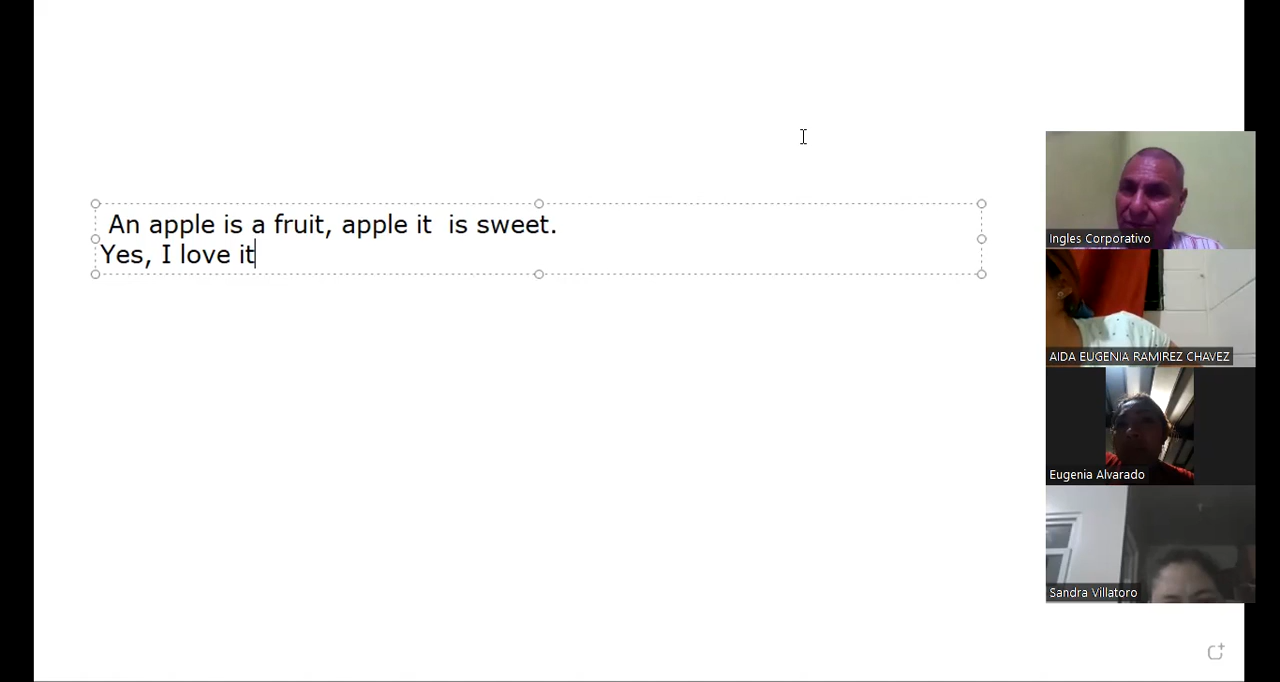 An apple is a fruit, apple it  is sweet.
Yes, I love it
Ingles Corporativo
AIDA EUGENIA RAMIREZ CHAVEZ
Eugenia Alvarado
Sandra Villatoro